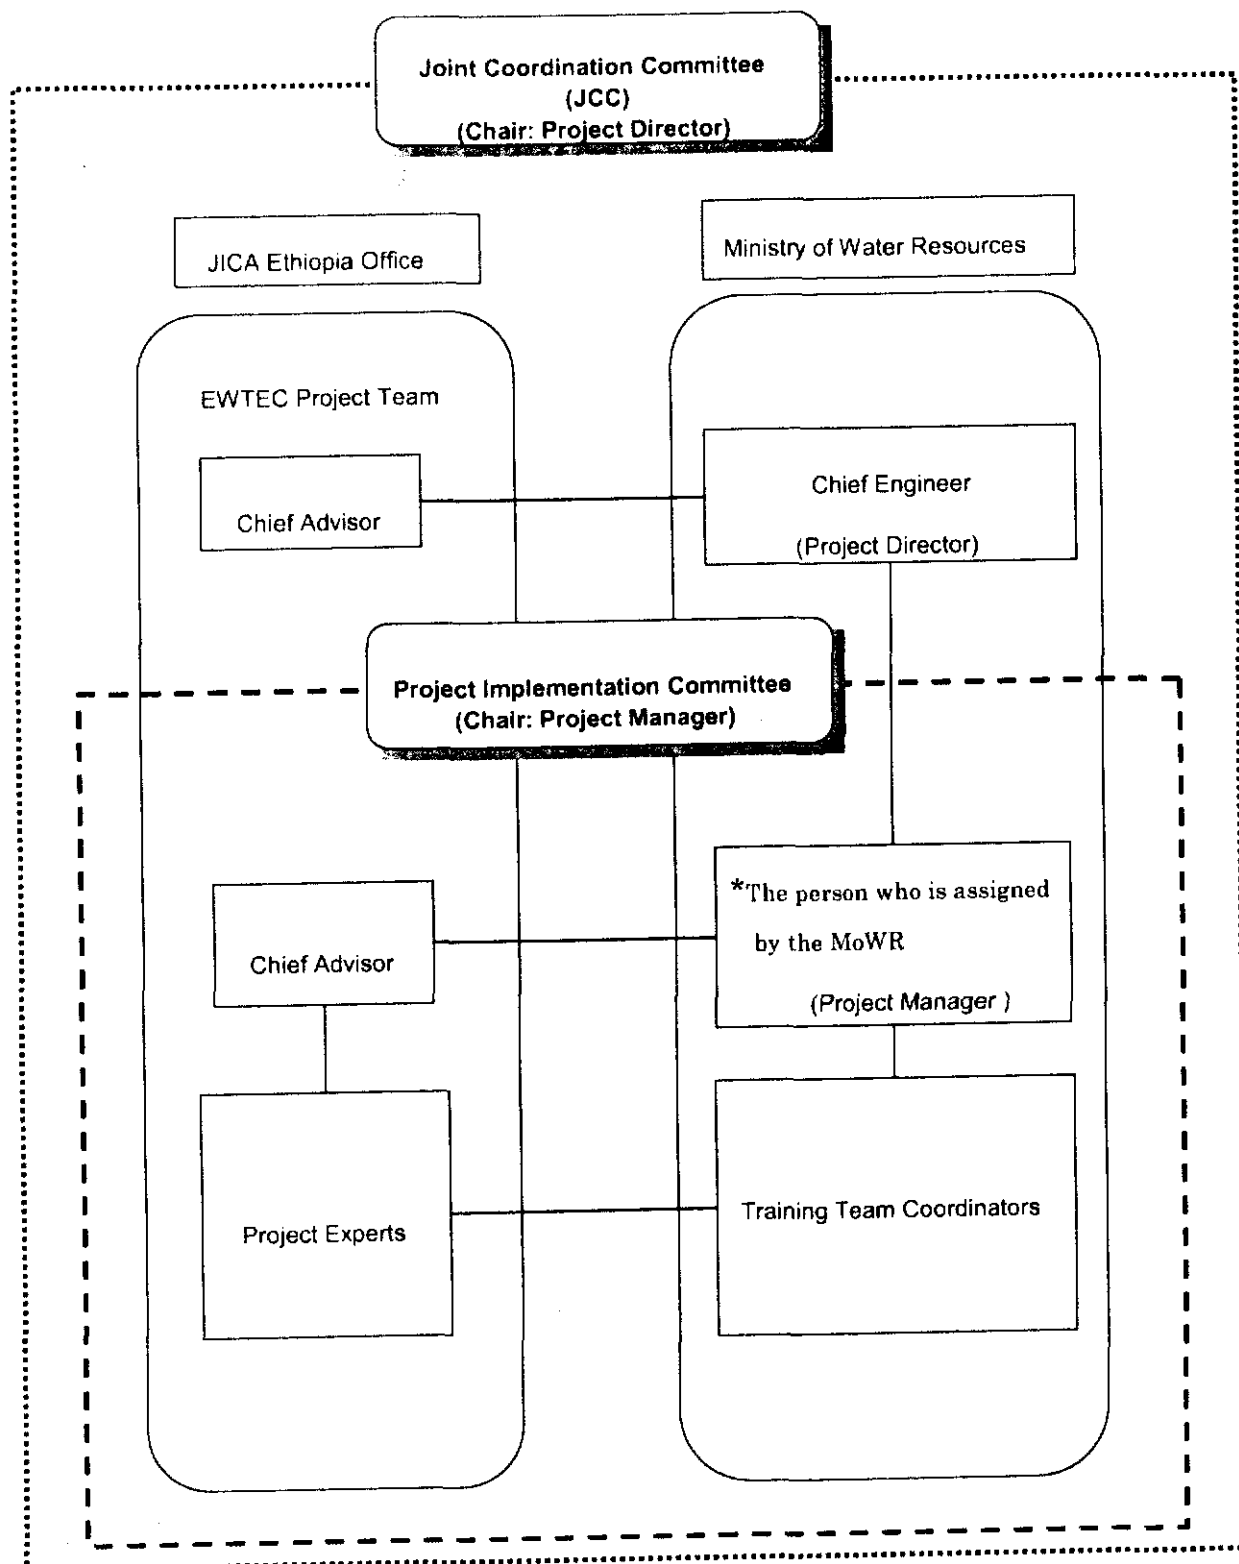 Joint Coordination Committee
(JCC)
(Chair: Project Director)
JICA Ethiopia Office
Ministry of Water Resources
EWTEC Project Team
Chief Advisor
Chief Engineer
(Project Director)
Project Implementation Committee
(Chair: Project Manager)
Chief Advisor
*The person who is assigned
by the MoWR
(Project Manager )
Project Experts
Training Team Coordinators